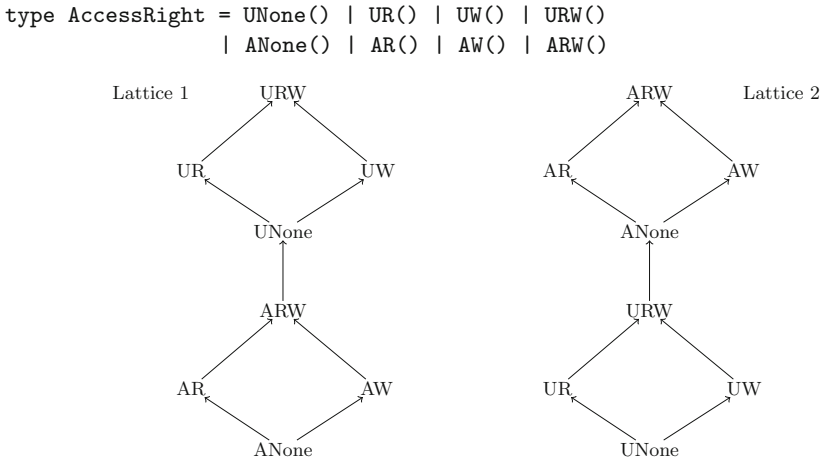 type AccessRight = UNone() | UR() | UW() | URW()
| ANone() | AR() | AW() | ARW()
Lattice 1 URW ARW Lattice 2
UR UW AR AW
UNone ANone
ARW URW
AR AW UR UW
ANone UNone